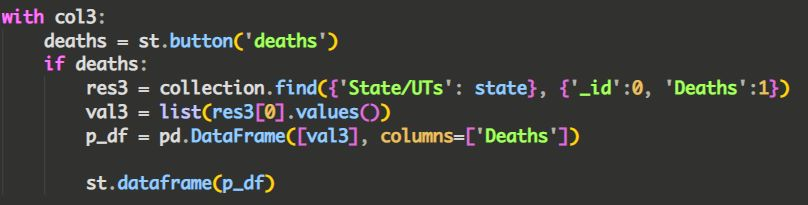 with col3:
    deaths = st.button('deaths')
    if deaths:
        res3 = collection.find({'State/UTs': state}, {'_id':0, 'Deaths':1})
        val3 = list(res3[0].values())
        p_df = pd.DataFrame([val3], columns=['Deaths'])
        st.dataframe(p_df)